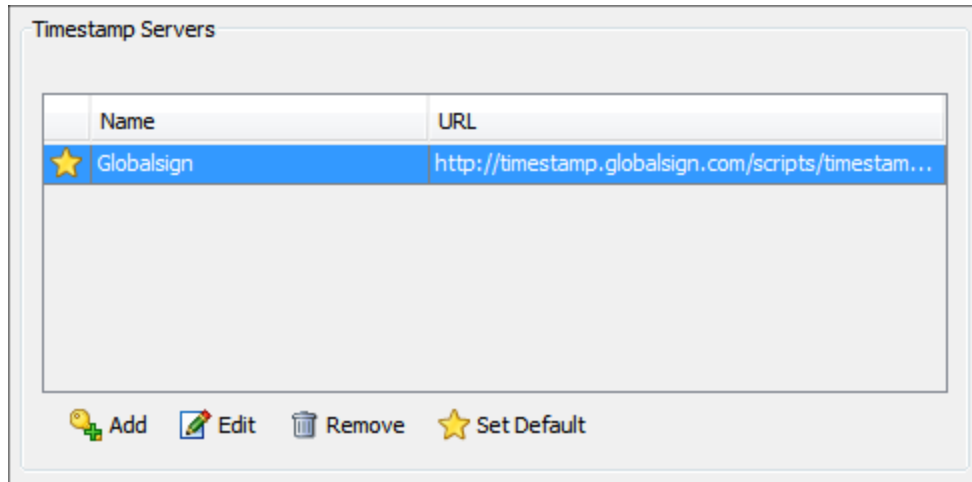 Timestamp Servers
Name URL
Globalsign http://timestamp.globalsign.com/scripts/timestam...
Add Edit Remove Set Default